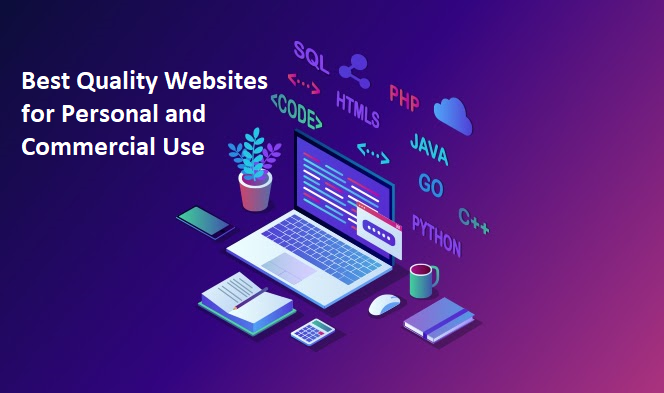 Best Quality Websites
for Personal and
Commercial Use
SQL
<···>
<CODE>
HTMLS
PHP
<···>
JAVA
GO
C++
PYTHON